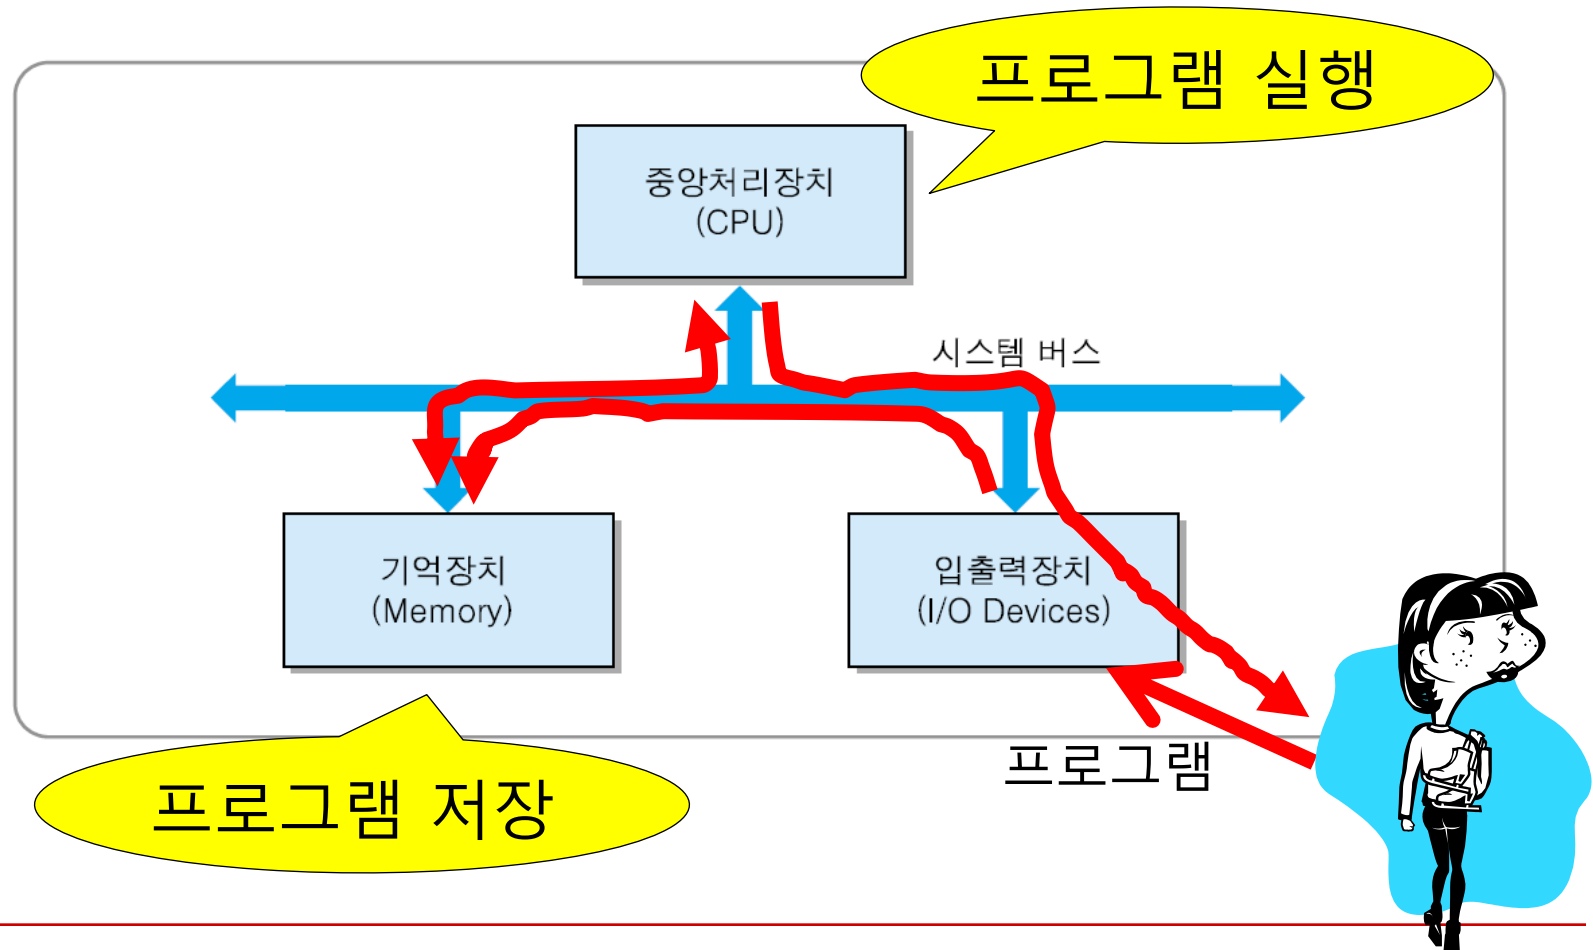 프로그램 실행
중앙처리장치
(CPU)
시스템 버스
기억장치
(Memory)
입출력장치
(I/O Devices)
프로그램
프로그램 저장